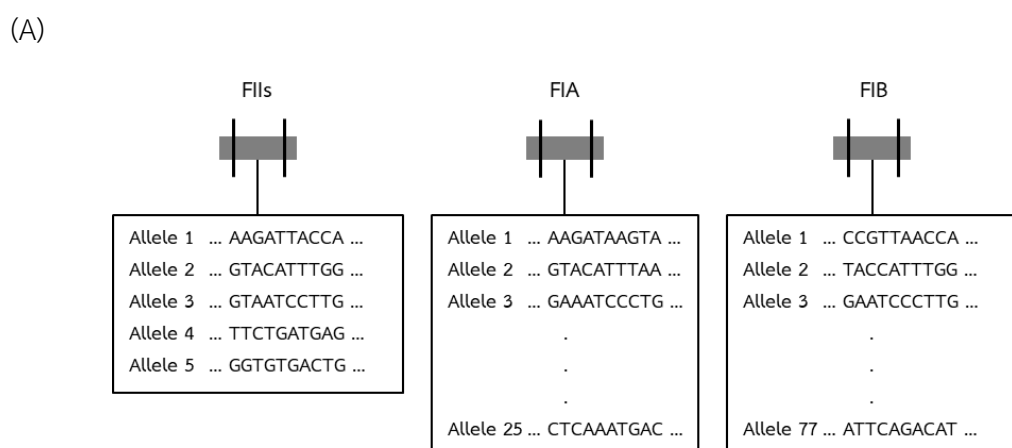 (A)
FIIs FIA FIB
Allele 1 ... AAGATTACCA ...
Allele 2 ... GTACATTTGG ...
Allele 3 ... GTAATCCTTG ...
Allele 4 ... TTCTGATGAG ...
Allele 5 ... GGTGTGACTG ...
Allele 1 ... AAGATAAGTA ...
Allele 2 ... GTACATTTAA ...
Allele 3 ... GAAATCCCTG ...
.
.
.
Allele 25 ... CTCAAATGAC ...
Allele 1 ... CCGTTAACCA ...
Allele 2 ... TACCATTTGG ...
Allele 3 ... GAATCCCTTG ...
.
.
.
Allele 77 ... ATTCAGACAT ...